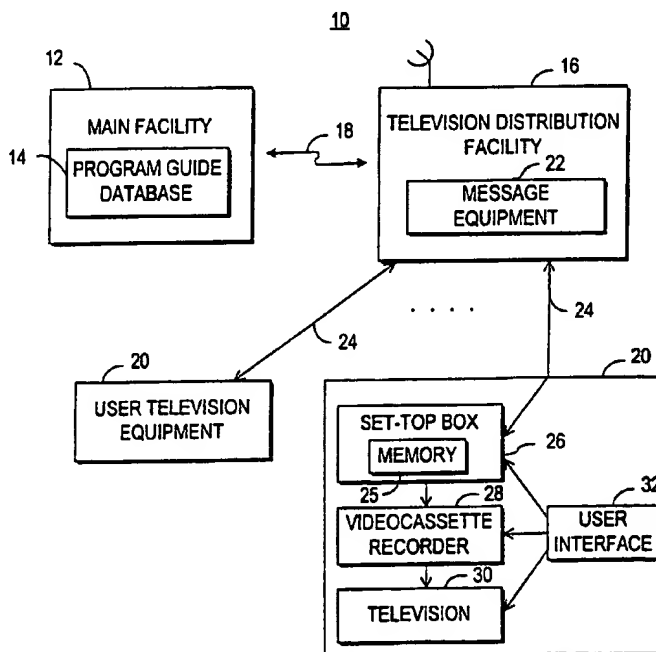 10
12
16
MAIN FACILITY
14
PROGRAM GUIDE
DATABASE
18
TELEVISION DISTRIBUTION
FACILITY
22
MESSAGE
EQUIPMENT
24
. . . .
24
20
USER TELEVISION
EQUIPMENT
20
SET-TOP BOX
MEMORY
25
26
28
VIDEOCASSETTE
RECORDER
32
USER
INTERFACE
30
TELEVISION